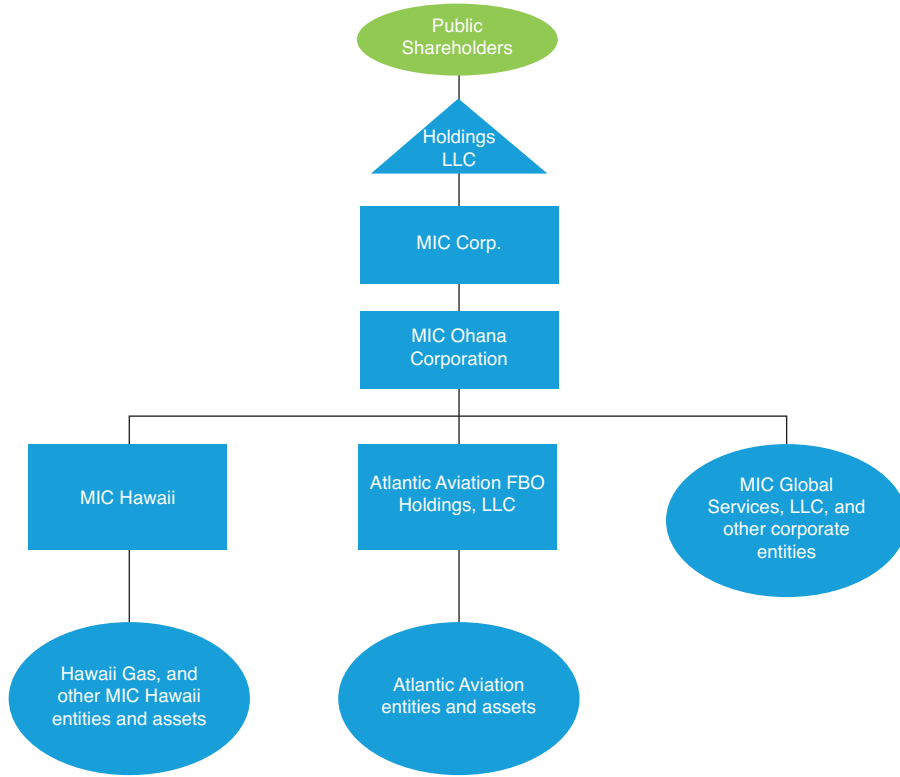 Public
Shareholders
Holdings
LLC
MIC Corp.
MIC Ohana
Corporation
MIC Hawaii
Atlantic Aviation FBO
Holdings, LLC
MIC Global
Services, LLC, and
other corporate
entities
Hawaii Gas, and
other MIC Hawaii
entities and assets
Atlantic Aviation
entities and assets